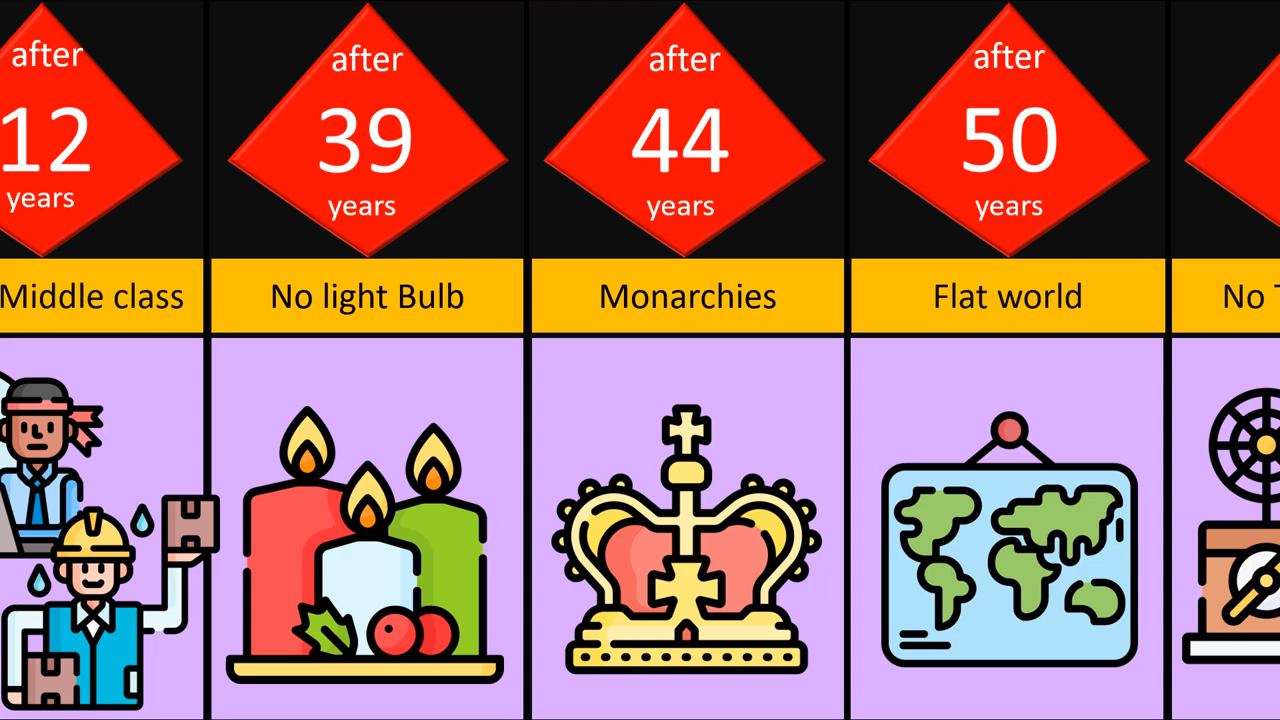 after
12
years
Middle class
after
39
years
No light Bulb
after
44
years
Monarchies
after
50
years
Flat world
No